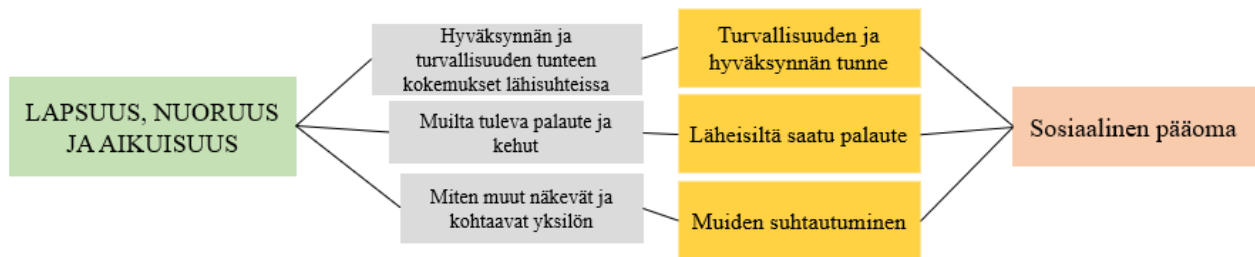 LAPSUUS, NUORUUS
JA AIKUISUUS
Hyväksynnän ja
turvallisuuden tunteen
kokemukset lähisuhteissa
Muilta tuleva palaute ja
kehut
Miten muut näkevät ja
kohtaavat yksilön
Turvallisuuden ja
hyväksynnän tunne
Läheisiltä saatu palaute
Muiden suhtautuminen
Sosiaalinen pääoma